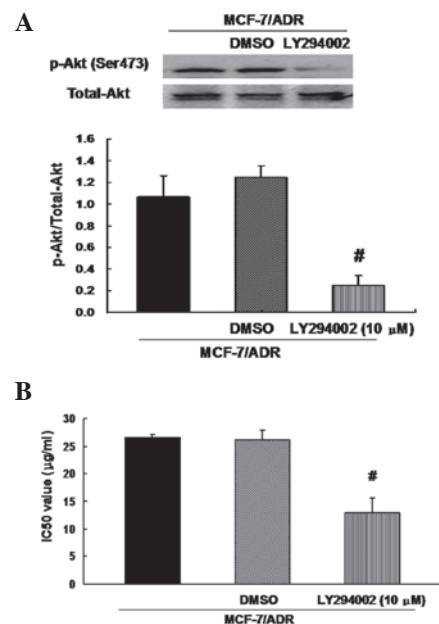 A
MCF-7/ADR
DMSO LY294002
p-Akt (Ser473)
Total-Akt
p-Akt/Total-Akt
1.6
1.4
1.2
1.0
0.8
0.6
0.4
0.2
0.0
#
DMSO LY294002 (10 μM)
MCF-7/ADR
B
IC50 value (μg/ml)
30
25
20
15
10
5
0
#
DMSO LY294002 (10 μM)
MCF-7/ADR